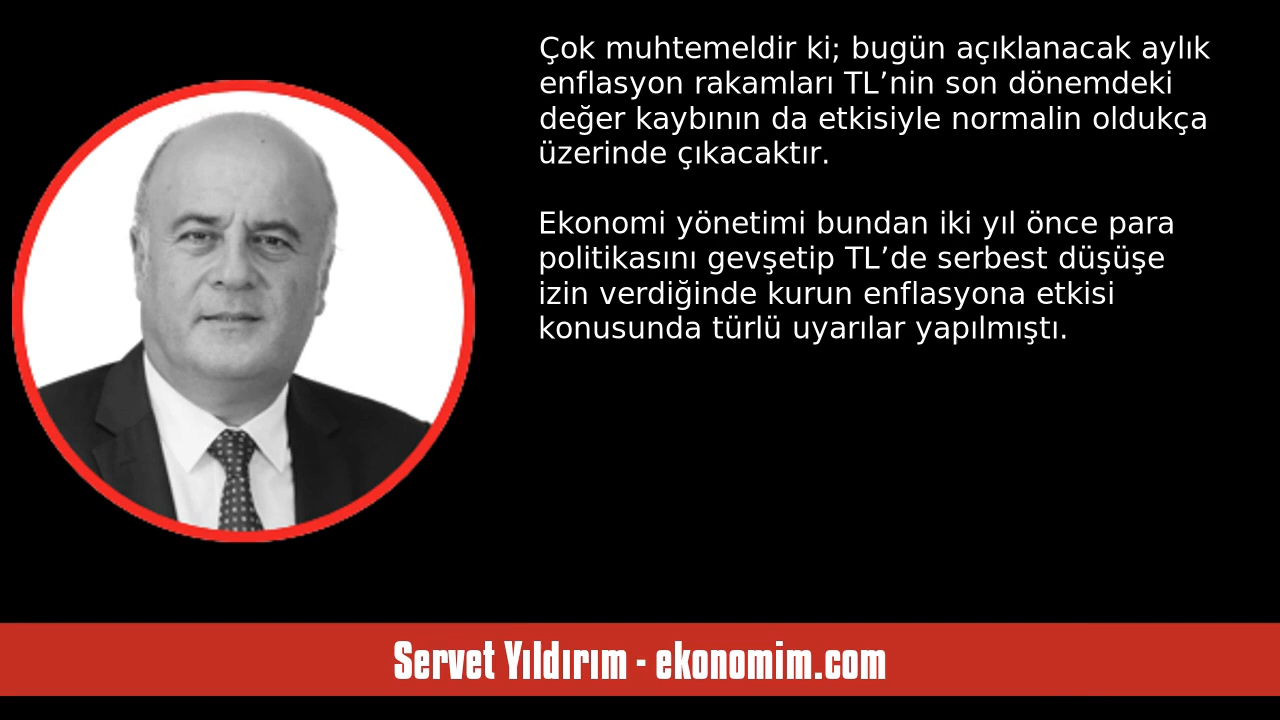 Çok muhtemeldir ki; bugün açıklanacak aylık
enflasyon rakamları TL’nin son dönemdeki
değer kaybının da etkisiyle normalin oldukça
üzerinde çıkacaktır.
Ekonomi yönetimi bundan iki yıl önce para
politikasını gevşetip TL’de serbest düşüşe
izin verdiğinde kurun enflasyona etkisi
konusunda türlü uyarılar yapılmıştı.
Servet Yıldırım - ekonomim.com